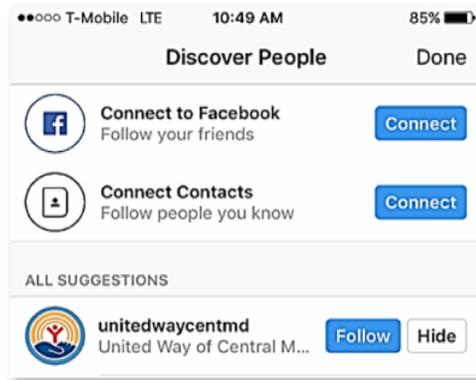 T-Mobile LTE 10:49 AM 85%
Discover People Done
Connect to Facebook
Follow your friends
Connect
Connect Contacts
Follow people you know
Connect
ALL SUGGESTIONS
unitedwaycentmd
United Way of Central M...
Follow Hide